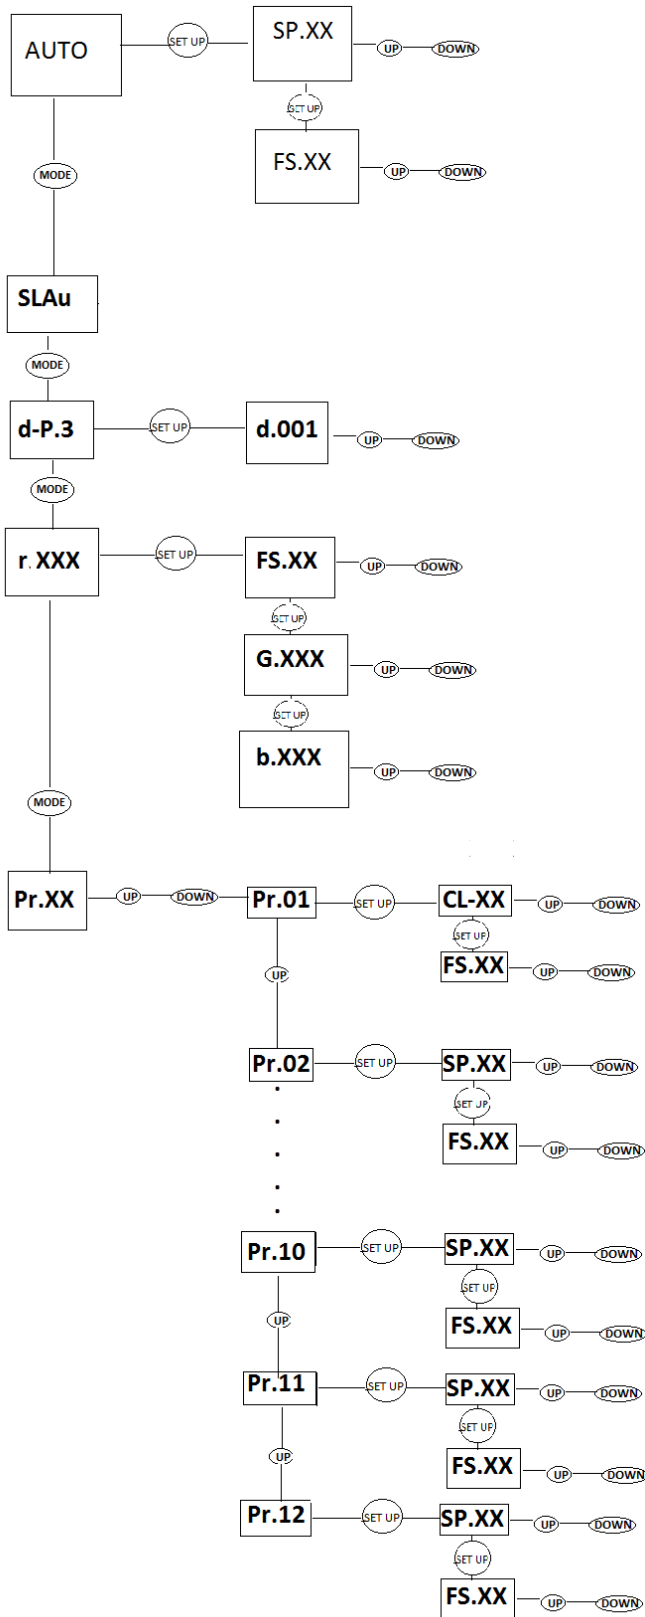 AUTO SET UP SP.XX UP DOWN
SET UP
FS.XX UP DOWN
MODE
SLAu
MODE
d-P.3 SET UP d.001 UP DOWN
MODE
r.XXX SET UP FS.XX UP DOWN
SET UP
G.XXX UP DOWN
SET UP
b.XXX UP DOWN
MODE
Pr.XX UP DOWN Pr.01 SET UP CL-XX UP DOWN
SET UP
UP FS.XX UP DOWN
Pr.02 SET UP SP.XX UP DOWN
SET UP
FS.XX UP DOWN
Pr.10 SET UP SP.XX UP DOWN
SET UP
UP FS.XX UP DOWN
Pr.11 SET UP SP.XX UP DOWN
SET UP
UP FS.XX UP DOWN
Pr.12 SET UP SP.XX UP DOWN
SET UP
FS.XX UP DOWN